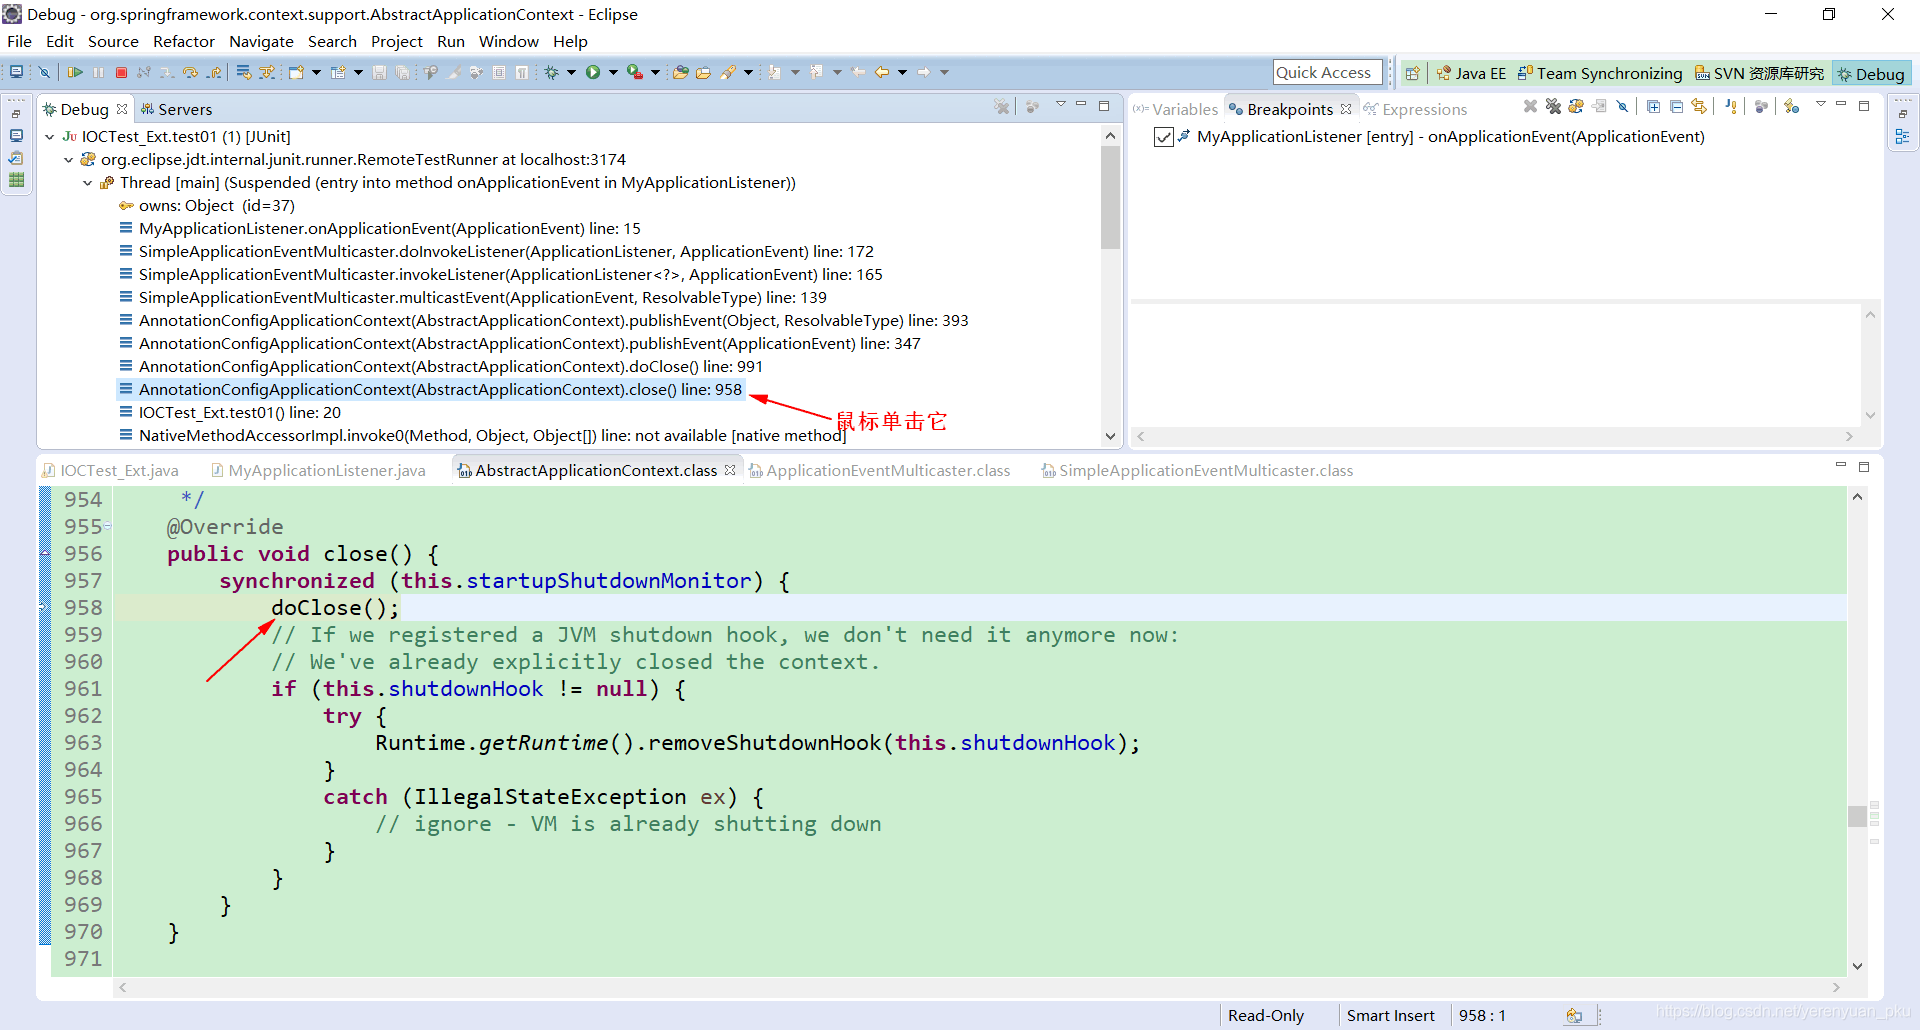 Debug - org.springframework.context.support.AbstractApplicationContext - Eclipse
File Edit Source Refactor Navigate Search Project Run Window Help
Quick Access Java EE Team Synchronizing SVN 资源库研究 Debug
Debug Servers
(x)= Variables Breakpoints Expressions
IOCTest_Ext.test01 (1) [JUnit]
MyApplicationListener [entry] - onApplicationEvent(ApplicationEvent)
org.eclipse.jdt.internal.junit.runner.RemoteTestRunner at localhost:3174
Thread [main] (Suspended (entry into method onApplicationEvent in MyApplicationListener))
owns: Object (id=37)
MyApplicationListener.onApplicationEvent(ApplicationEvent) line: 15
SimpleApplicationEventMulticaster.doInvokeListener(ApplicationListener, ApplicationEvent) line: 172
SimpleApplicationEventMulticaster.invokeListener(ApplicationListener<?>, ApplicationEvent) line: 165
SimpleApplicationEventMulticaster.multicastEvent(ApplicationEvent, ResolvableType) line: 139
AnnotationConfigApplicationContext(AbstractApplicationContext).publishEvent(Object, ResolvableType) line: 393
AnnotationConfigApplicationContext(AbstractApplicationContext).publishEvent(ApplicationEvent) line: 347
AnnotationConfigApplicationContext(AbstractApplicationContext).doClose() line: 991
AnnotationConfigApplicationContext(AbstractApplicationContext).close() line: 958
IOCTest_Ext.test01() line: 20
鼠标单击它
NativeMethodAccessorImpl.invoke0(Method, Object, Object[]) line: not available [native method]
IOCTest_Ext.java MyApplicationListener.java AbstractApplicationContext.class ApplicationEventMulticaster.class SimpleApplicationEventMulticaster.class
954 */
955 @Override
956 public void close() {
957 synchronized (this.startupShutdownMonitor) {
958 doClose();
959 // If we registered a JVM shutdown hook, we don't need it anymore now:
960 // We've already explicitly closed the context.
961 if (this.shutdownHook != null) {
962 try {
963 Runtime.getRuntime().removeShutdownHook(this.shutdownHook);
964 }
965 catch (IllegalStateException ex) {
966 // ignore - VM is already shutting down
967 }
968 }
969 }
970 }
971
Read-Only Smart Insert 958 : 1
https://blog.csdn.net/yerenyuan_pku